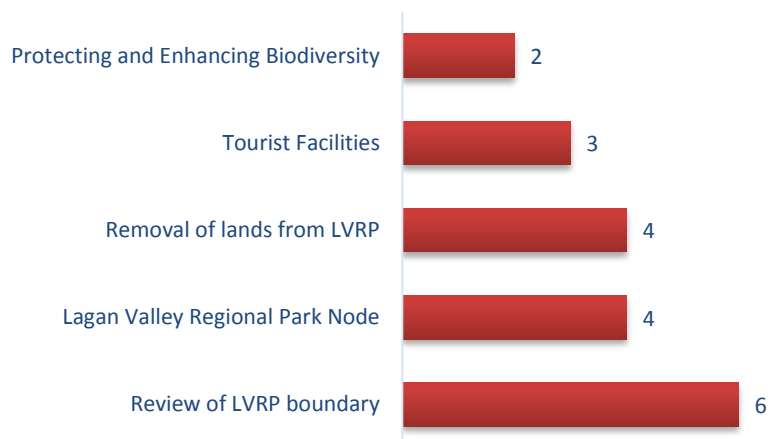 Protecting and Enhancing Biodiversity 2
Tourist Facilities 3
Removal of lands from LVRP 4
Lagan Valley Regional Park Node 4
Review of LVRP boundary 6